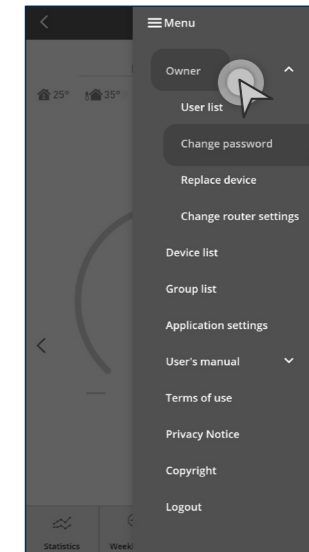 Menu
Owner
25° 35°
User list
Change password
Replace device
Change router settings
Device list
Group list
Application settings
User's manual
Terms of use
Privacy Notice
Copyright
Logout
Statistics Weekl